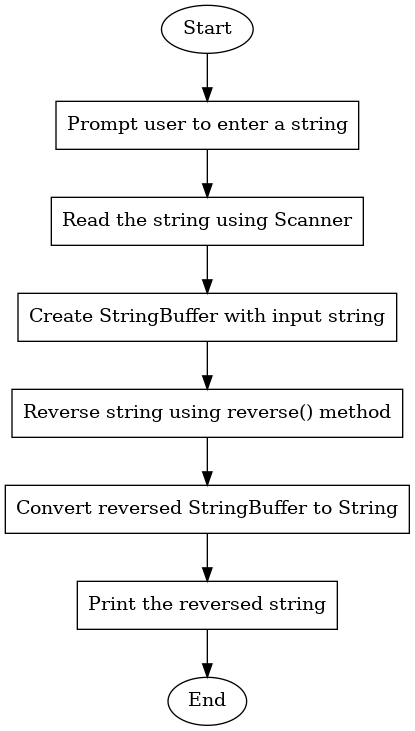 Start
Prompt user to enter a string
Read the string using Scanner
Create StringBuffer with input string
Reverse string using reverse() method
Convert reversed StringBuffer to String
Print the reversed string
End